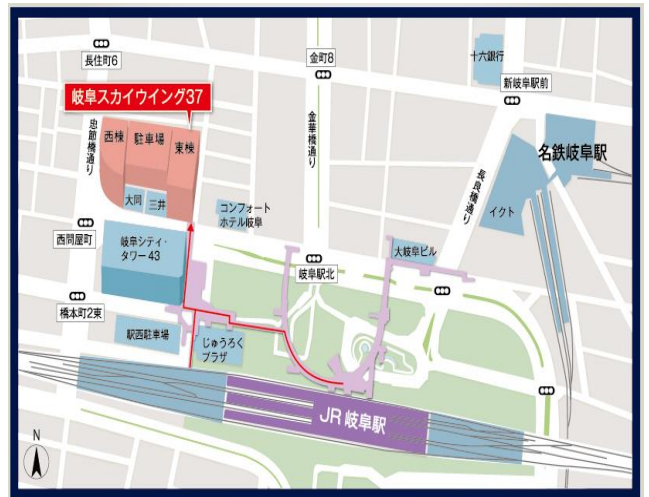 長住町6
金町8
十六銀行
新岐阜駅前
岐阜スカイウイング37
西棟
駐車場
東棟
忠節橋通り
金華橋通り
長良橋通り
名鉄岐阜駅
イクト
大同
三井
コンフォート
ホテル岐阜
西問屋町
岐阜シティ・
タワー43
岐阜駅北
大岐阜ビル
橋本町2東
駅西駐車場
じゅうろく
プラザ
JR岐阜駅
N